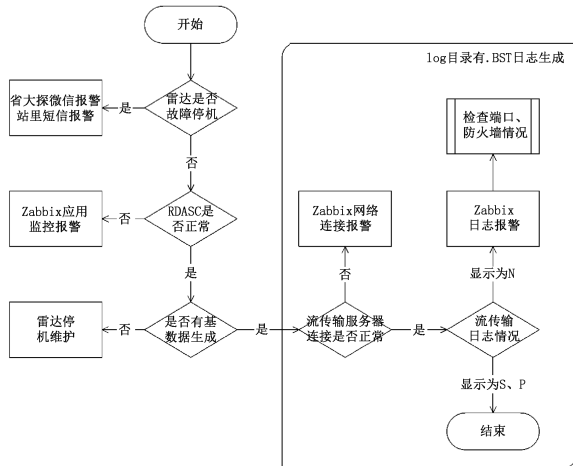 开始
log目录有.BST日志生成
省大探微信报警
站里短信报警
是
雷达是否
故障停机
检查端口、
防火墙情况
否
Zabbix应用
监控报警
否
RDASC是
否正常
Zabbix网络
连接报警
Zabbix
日志报警
是
否
显示为N
雷达停
机维护
否
是否有基
数据生成
是
流传输服务器
连接是否正常
是
流传输
日志情况
显示为S、P
结束